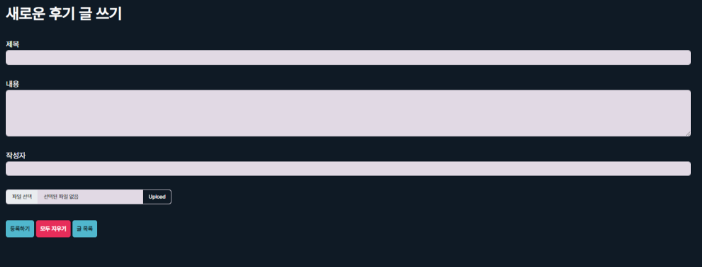 새로운 후기 글 쓰기
제목
내용
작성자
파일 선택 선택된 파일 없음 Upload
등록하기 모두 지우기 글 목록